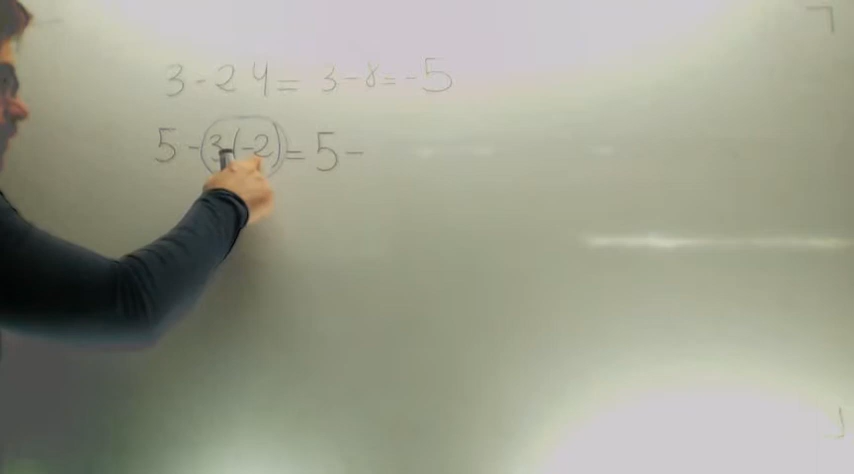 3 - 2 4 = 3 - 8 = - 5
5 - 3 (-2) = 5 -